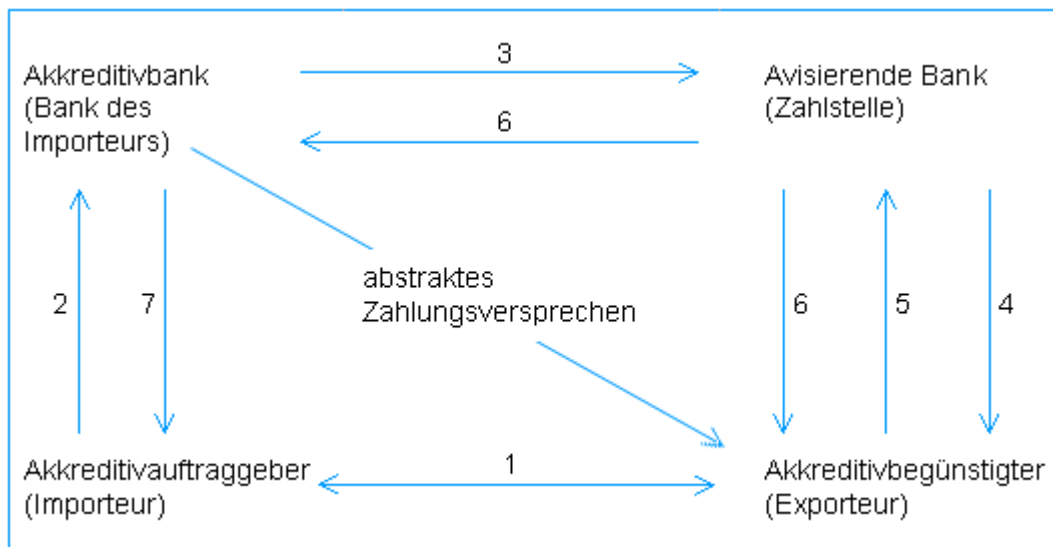 3
Akkreditivbank
(Bank des
Importeurs)
Avisierende Bank
(Zahlstelle)
6
abstraktes
Zahlungsversprechen
2
7
6
5
4
Akkreditivauftraggeber
(Importeur)
1
Akkreditivbegünstigter
(Exporteur)